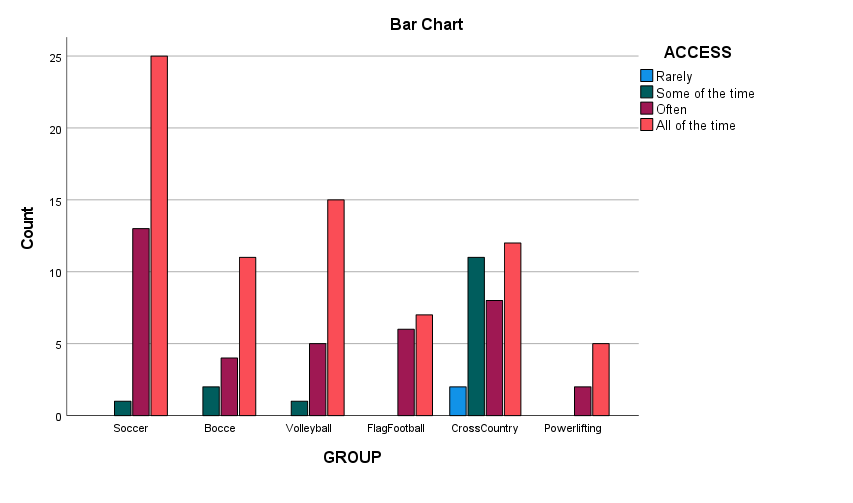 Bar Chart
ACCESS
Rarely
Some of the time
Often
All of the time
Count
25
20
15
10
5
0
Soccer
Bocce
Volleyball
FlagFootball
CrossCountry
Powerlifting
GROUP